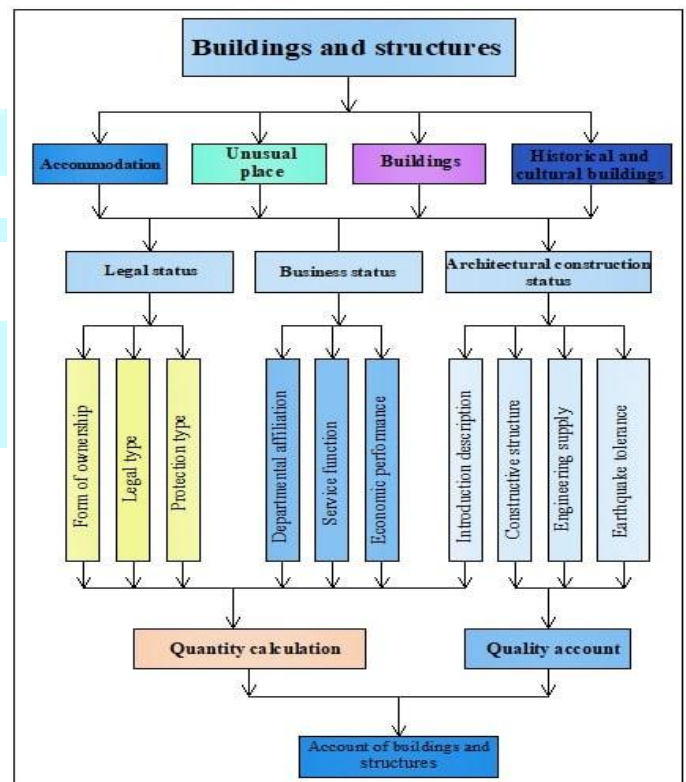 Buildings and structures
Accommodation
Unusual
place
Buildings
Historical and
cultural buildings
Legal status
Business status
Architectural construction
status
Form of ownership
Legal type
Protection type
Departmental affiliation
Service function
Economic performance
Introduction description
Constructive structure
Engineering supply
Earthquake tolerance
Quantity calculation
Quality account
Account of buildings and
structures